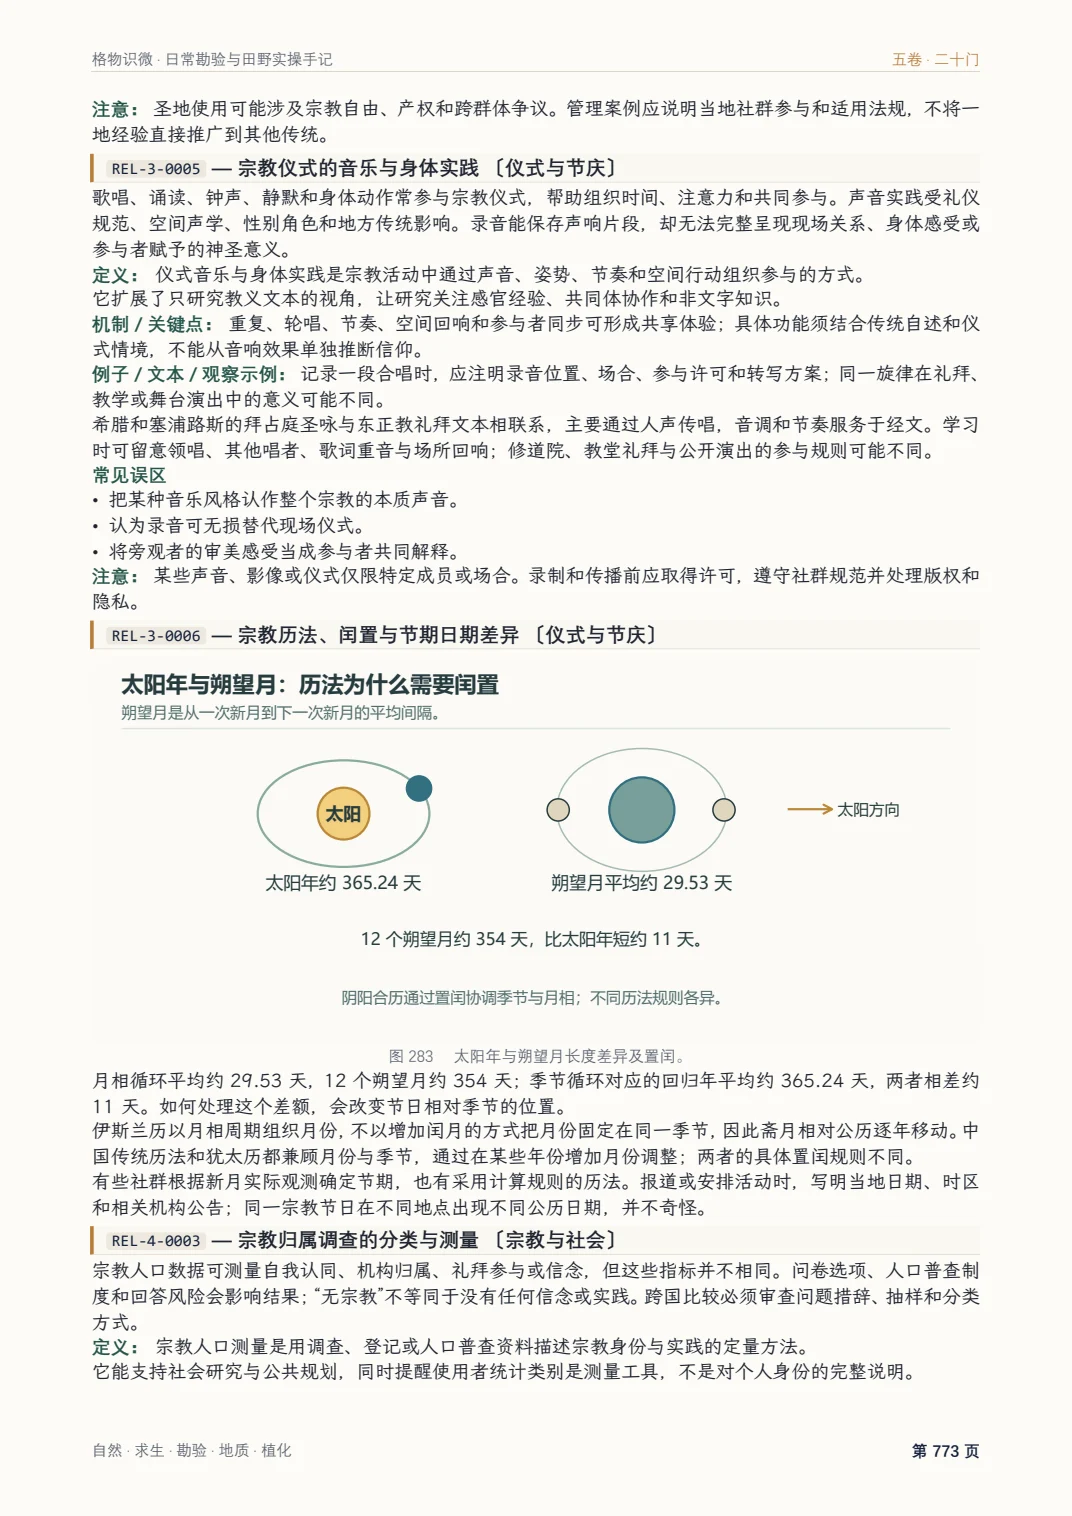 格物识微 · 日常勘验与田野实操手记
五卷 · 二十门
注意： 圣地使用可能涉及宗教自由、产权和跨群体争议。管理案例应说明当地社群参与和适用法规，不将一
地经验直接推广到其他传统。
REL-3-0005 — 宗教仪式的音乐与身体实践 〔仪式与节庆〕
歌唱、诵读、钟声、静默和身体动作常参与宗教仪式，帮助组织时间、注意力和共同参与。声音实践受礼仪
规范、空间声学、性别角色和地方传统影响。录音能保存声响片段，却无法完整呈现现场关系、身体感受或
参与者赋予的神圣意义。
定义： 仪式音乐与身体实践是宗教活动中通过声音、姿势、节奏和空间行动组织参与的方式。
它扩展了只研究教义文本的视角，让研究关注感官经验、共同体协作和非文字知识。
机制 / 关键点： 重复、轮唱、节奏、空间回响和参与者同步可形成共享体验；具体功能须结合传统自述和仪
式情境，不能从音响效果单独推断信仰。
例子 / 文本 / 观察示例： 记录一段合唱时，应注明录音位置、场合、参与许可和转写方案；同一旋律在礼拜、
教学或舞台演出中的意义可能不同。
希腊和塞浦路斯的拜占庭圣咏与东正教礼拜文本相联系，主要通过人声传唱，音调和节奏服务于经文。学习
时可留意领唱、其他唱者、歌词重音与场所回响；修道院、教堂礼拜与公开演出的参与规则可能不同。
常见误区
• 把某种音乐风格认作整个宗教的本质声音。
• 认为录音可无损替代现场仪式。
• 将旁观者的审美感受当成参与者共同解释。
注意： 某些声音、影像或仪式仅限特定成员或场合。录制和传播前应取得许可，遵守社群规范并处理版权和
隐私。
REL-3-0006 — 宗教历法、闰置与节期日期差异 〔仪式与节庆〕
太阳年与朔望月：历法为什么需要闰置
朔望月是从一次新月到下一次新月的平均间隔。
太阳
太阳方向
太阳年约 365.24 天
朔望月平均约 29.53 天
12 个朔望月约 354 天，比太阳年短约 11 天。
阴阳合历通过置闰协调季节与月相；不同历法规则各异。
图 283 太阳年与朔望月长度差异及置闰。
月相循环平均约 29.53 天，12 个朔望月约 354 天；季节循环对应的回归年平均约 365.24 天，两者相差约
11 天。如何处理这个差额，会改变节日相对季节的位置。
伊斯兰历以月相周期组织月份，不以增加闰月的方式把月份固定在同一季节，因此斋月相对公历逐年移动。中
国传统历法和犹太历都兼顾月份与季节，通过在某些年份增加月份调整；两者的具体置闰规则不同。
有些社群根据新月实际观测确定节期，也有采用计算规则的历法。报道或安排活动时，写明当地日期、时区
和相关机构公告；同一宗教节日在不同地点出现不同公历日期，并不奇怪。
REL-4-0003 — 宗教归属调查的分类与测量 〔宗教与社会〕
宗教人口数据可测量自我认同、机构归属、礼拜参与或信念，但这些指标并不相同。问卷选项、人口普查制
度和回答风险会影响结果；“无宗教”不等同于没有任何信念或实践。跨国比较必须审查问题措辞、抽样和分类
方式。
定义： 宗教人口测量是用调查、登记或人口普查资料描述宗教身份与实践的定量方法。
它能支持社会研究与公共规划，同时提醒使用者统计类别是测量工具，不是对个人身份的完整说明。
自然 · 求生 · 勘验 · 地质 · 植化
第 773 页